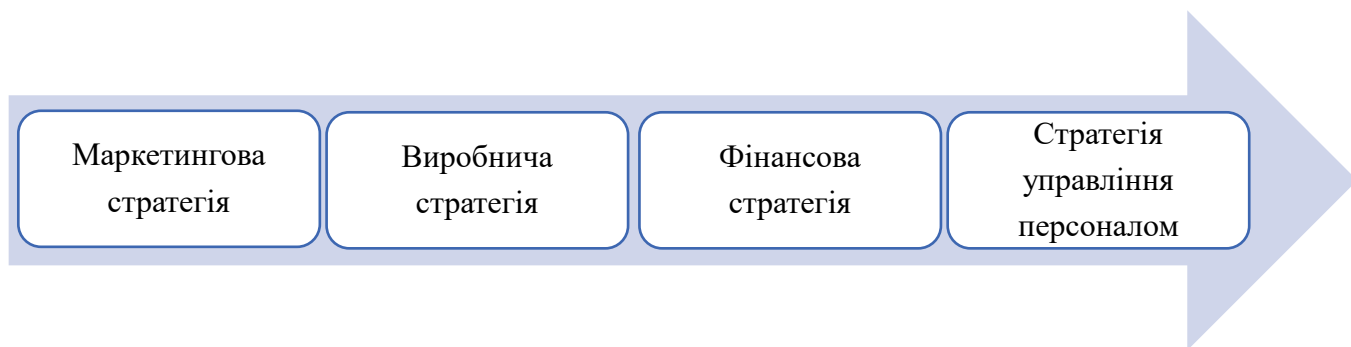 Маркетингова
стратегія
Виробнича
стратегія
Фінансова
стратегія
Стратегія
управління
персоналом